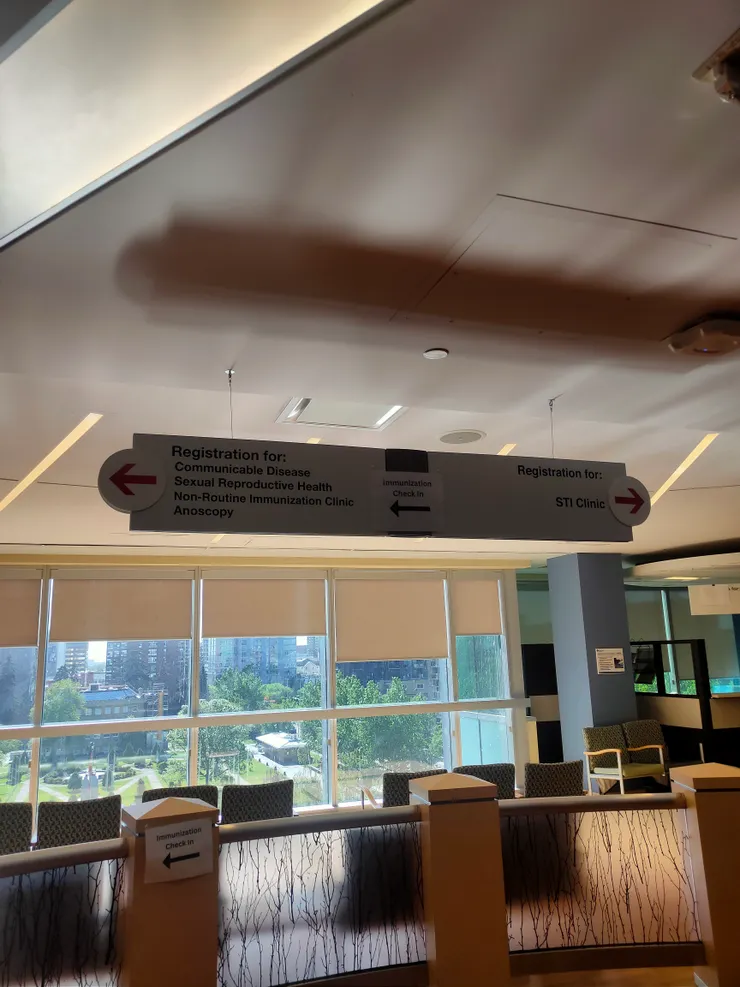 Registration for:
Communicable Disease
Sexual Reproductive Health
Non-Routine Immunization Clinic
Anoscopy
Immunization
Check In
Registration for:
STI Clinic
Immunization
Check In